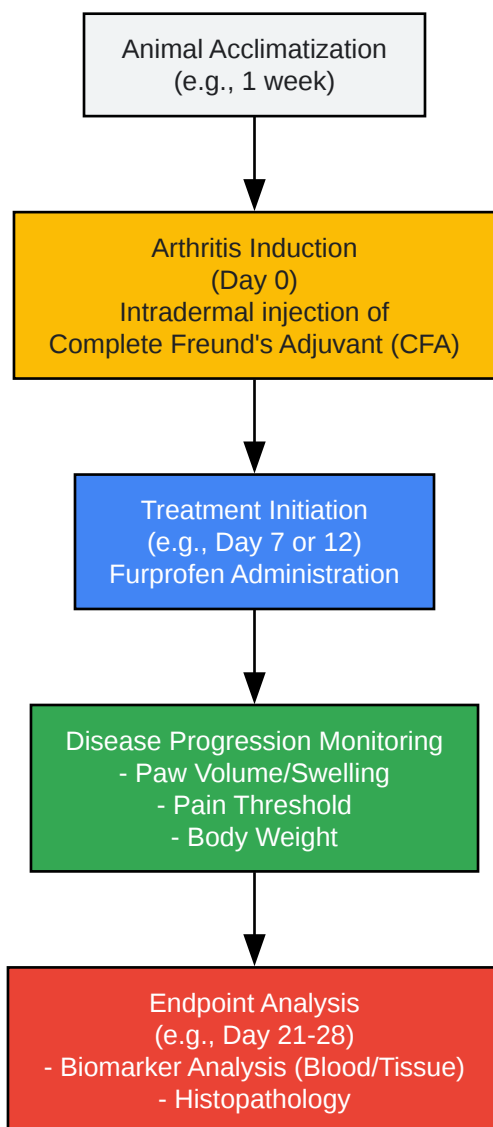 Animal Acclimatization
(e.g., 1 week)
Arthritis Induction
(Day 0)
Intradermal injection of
Complete Freund's Adjuvant (CFA)
Treatment Initiation
(e.g., Day 7 or 12)
Furprofen Administration
Disease Progression Monitoring
- Paw Volume/Swelling
- Pain Threshold
- Body Weight
Endpoint Analysis
(e.g., Day 21-28)
- Biomarker Analysis (Blood/Tissue)
- Histopathology